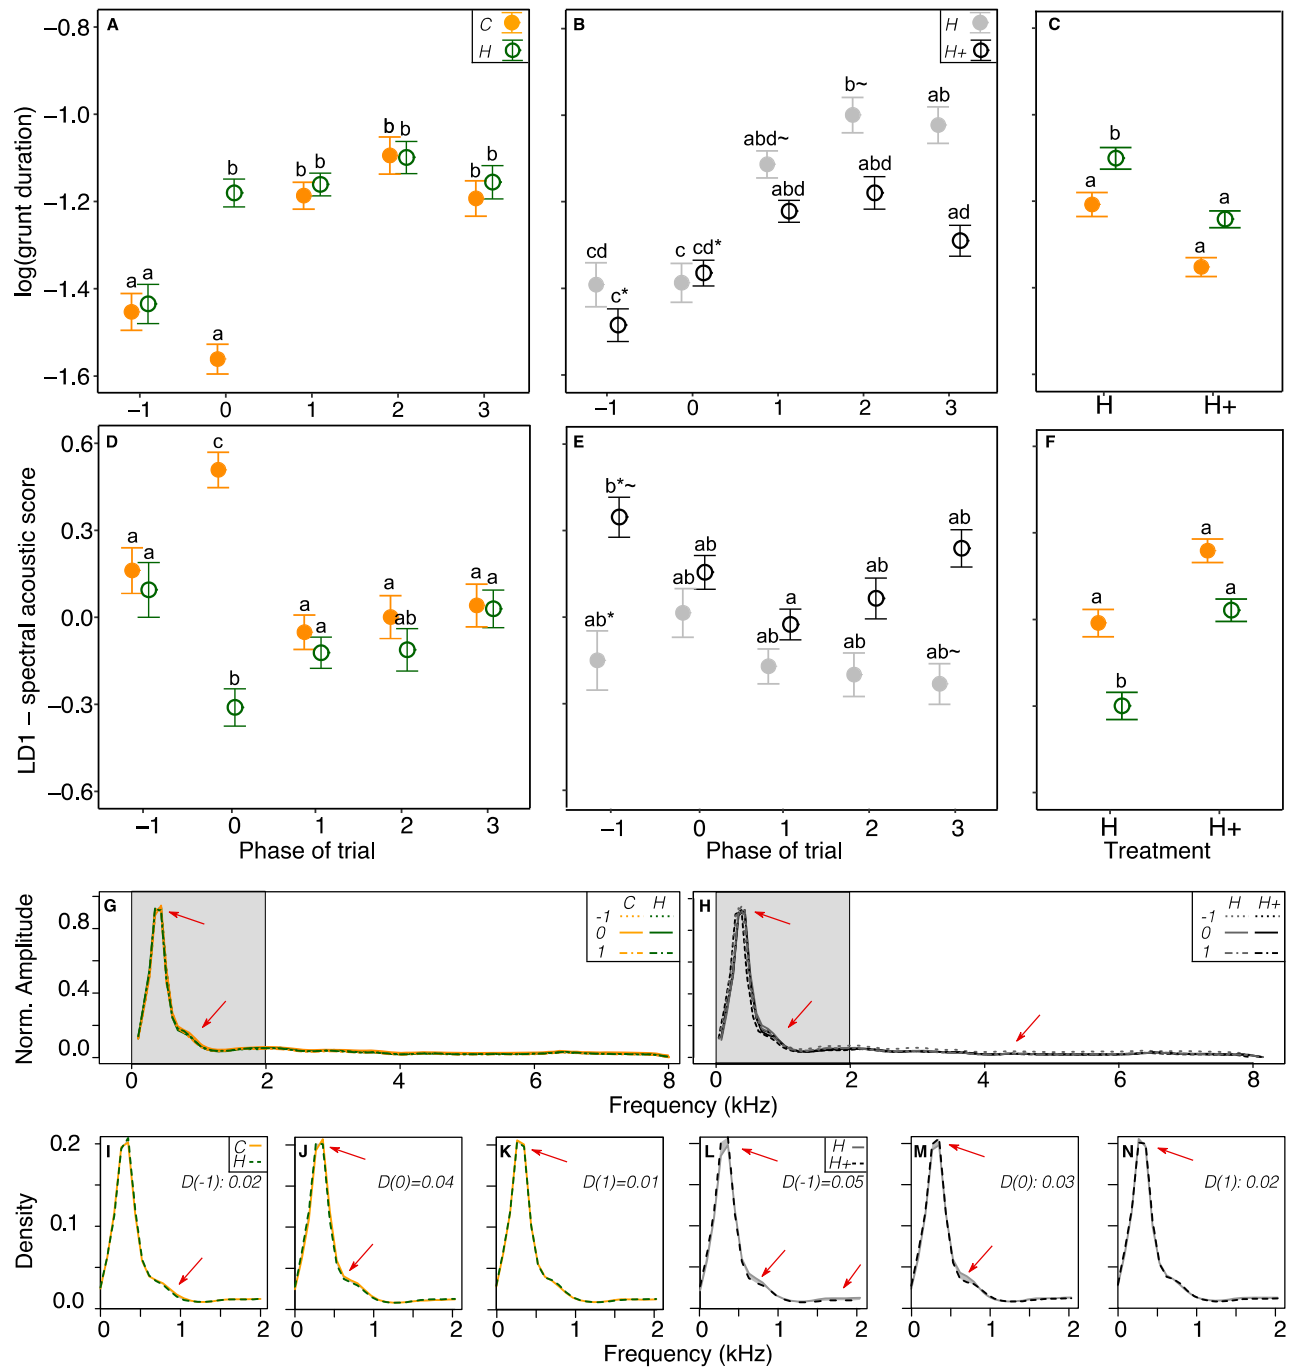 A
C
H
log(grunt duration)
−0.8
−1.0
−1.2
−1.4
−1.6
a a
a b
b b
b b
b b
−1 0 1 2 3
B
H
H+
cd c*
c cd*
abd~ abd
b~ abd
ab ad
−1 0 1 2 3
C
a b
a a
H H+
D
LD1 − spectral acoustic score
0.6
0.3
0.0
−0.3
−0.6
a a
c b
a a
a ab
a a
−1 0 1 2 3
Phase of trial
E
ab* b*~
ab ab
ab a
ab ab
ab~ ab
−1 0 1 2 3
Phase of trial
F
a b
a a
H H+
Treatment
G
C H
-1
0
1
Norm. Amplitude
0.8
0.4
0.0
0 2 4 6 8
H
H H+
-1
0
1
0 2 4 6 8
Frequency (kHz)
I
C
H
D(-1): 0.02
Density
0.2
0.1
0.0
0 1 2
J
D(0)=0.04
0 1 2
K
D(1)=0.01
0 1 2
L
H
H+
D(-1)=0.05
0 1 2
M
D(0): 0.03
0 1 2
N
D(1): 0.02
0 1 2
Frequency (kHz)